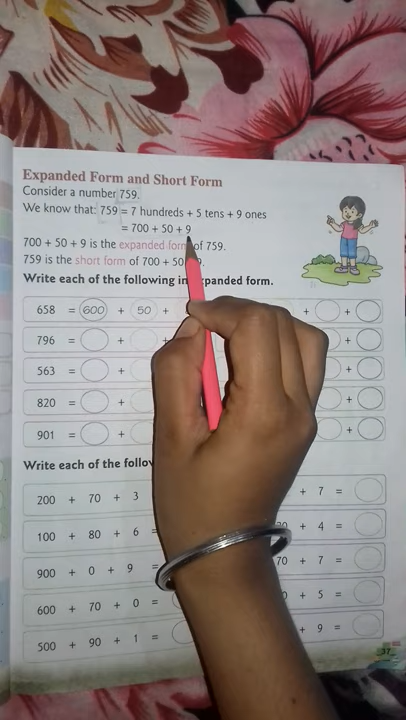 Expanded Form and Short Form
Consider a number 759.
We know that: 759 = 7 hundreds + 5 tens + 9 ones
= 700 + 50 + 9
700 + 50 + 9 is the expanded form of 759.
759 is the short form of 700 + 50
Write each of the following in expanded form.
658 = 600 + 50 + + +
796 = + +
563 = + +
820 = + +
901 = + +
Write each of the
200 + 70 + 3 + 7 =
100 + 80 + 6 = + 4 =
900 + 0 + 9 = 70 + 7 =
600 + 70 + 0 = + 5 =
500 + 90 + 1 = + 9 =
37